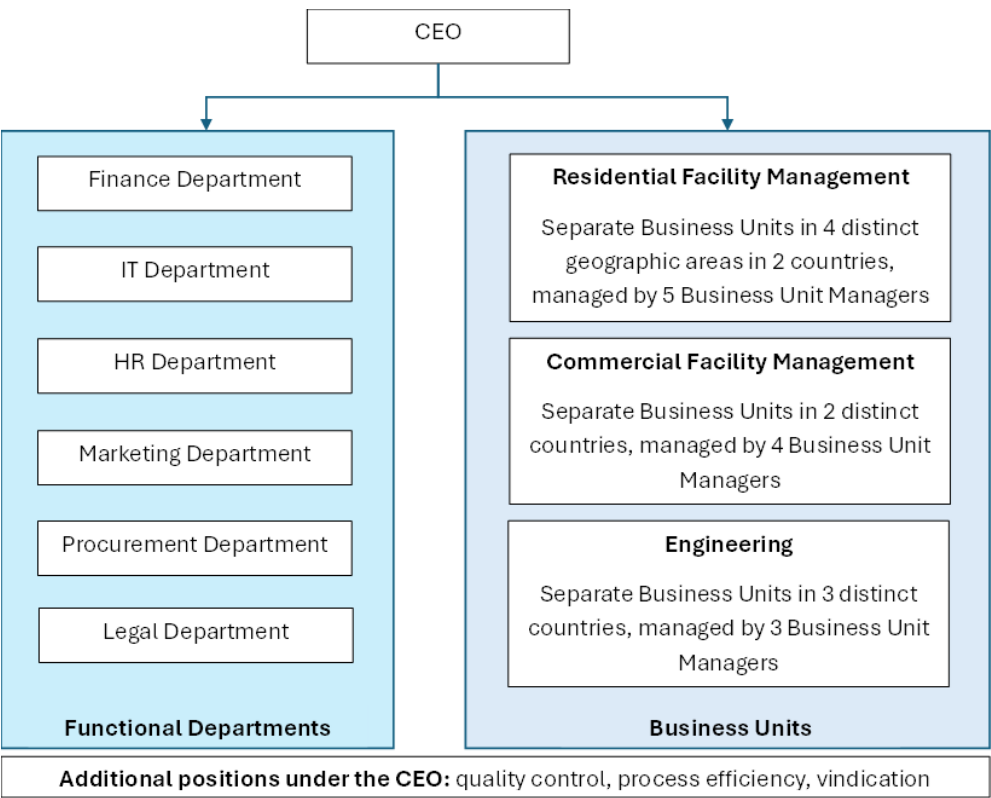 CEO
Finance Department
IT Department
HR Department
Marketing Department
Procurement Department
Legal Department
Functional Departments
Residential Facility Management
Separate Business Units in 4 distinct
geographic areas in 2 countries,
managed by 5 Business Unit Managers
Commercial Facility Management
Separate Business Units in 2 distinct
countries, managed by 4 Business Unit
Managers
Engineering
Separate Business Units in 3 distinct
countries, managed by 3 Business Unit
Managers
Business Units
Additional positions under the CEO: quality control, process efficiency, vindication